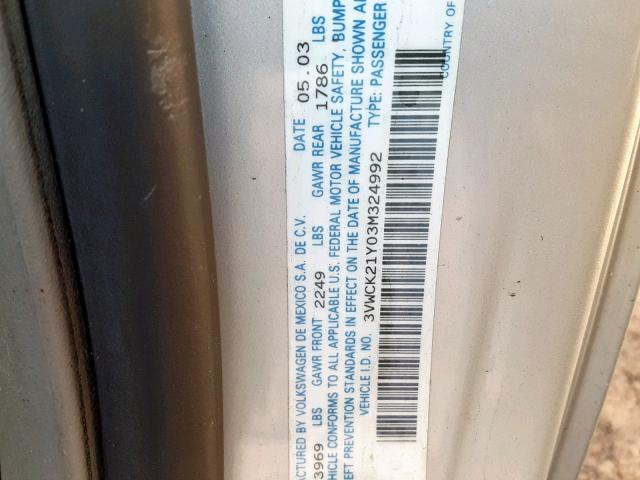 ACTURED BY VOLKSWAGEN DE MEXICO S.A. DE C.V. DATE 05.03
3969 LBS GAWR FRONT 2249 LBS GAWR REAR 1786 LBS
HICLE CONFORMS TO ALL APPLICABLE U.S. FEDERAL MOTOR VEHICLE SAFETY, BUMP
EFT PREVENTION STANDARDS IN EFFECT ON THE DATE OF MANUFACTURE SHOWN A
VEHICLE I.D. NO. 3VWCK21Y03M324992 TYPE: PASSENGER
COUNTRY OF